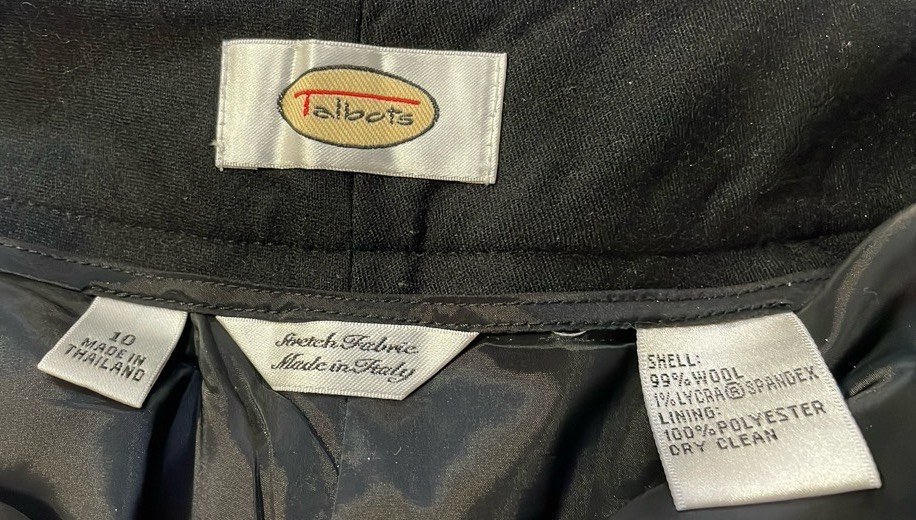 Talbots
10
MADE IN
THAILAND
Stretch Fabric
Made in Italy
SHELL:
99% WOOL
1% LYCRA® SPANDEX
LINING:
100% POLYESTER
DRY CLEAN